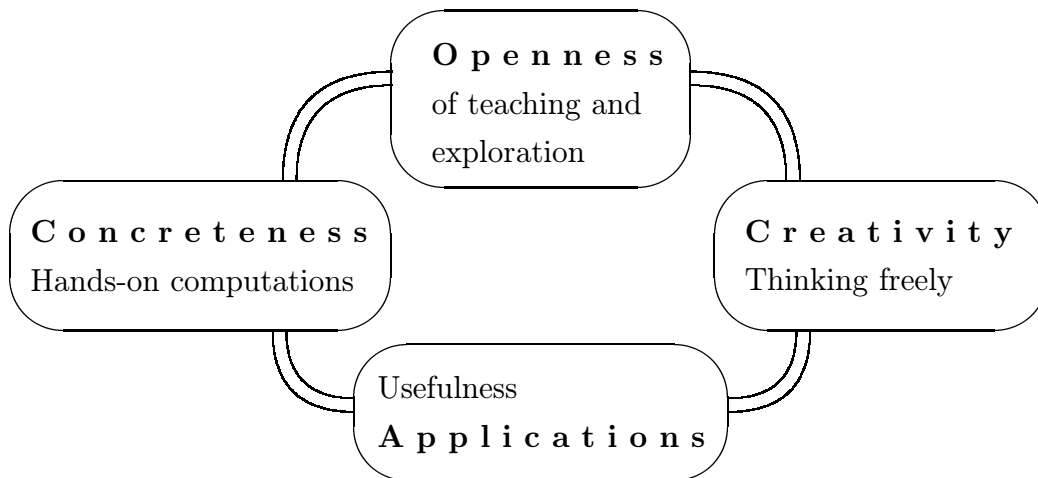 Openness
of teaching and
exploration
Concreteness
Hands-on computations
Creativity
Thinking freely
Usefulness
Applications